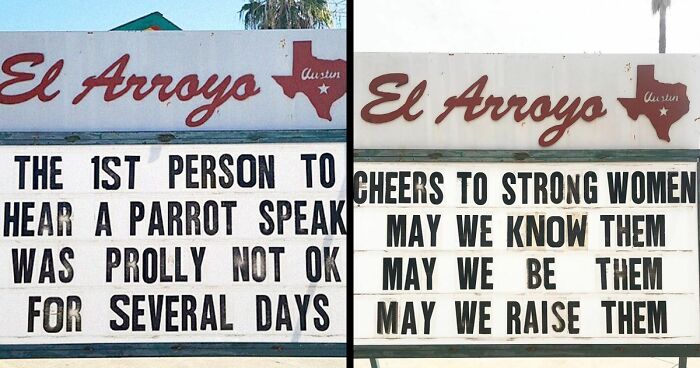 El Arroyo
Austin
THE 1ST PERSON TO
HEAR A PARROT SPEAK
WAS PROLLY NOT OK
FOR SEVERAL DAYS
El Arroyo
Austin
CHEERS TO STRONG WOMEN
MAY WE KNOW THEM
MAY WE BE THEM
MAY WE RAISE THEM